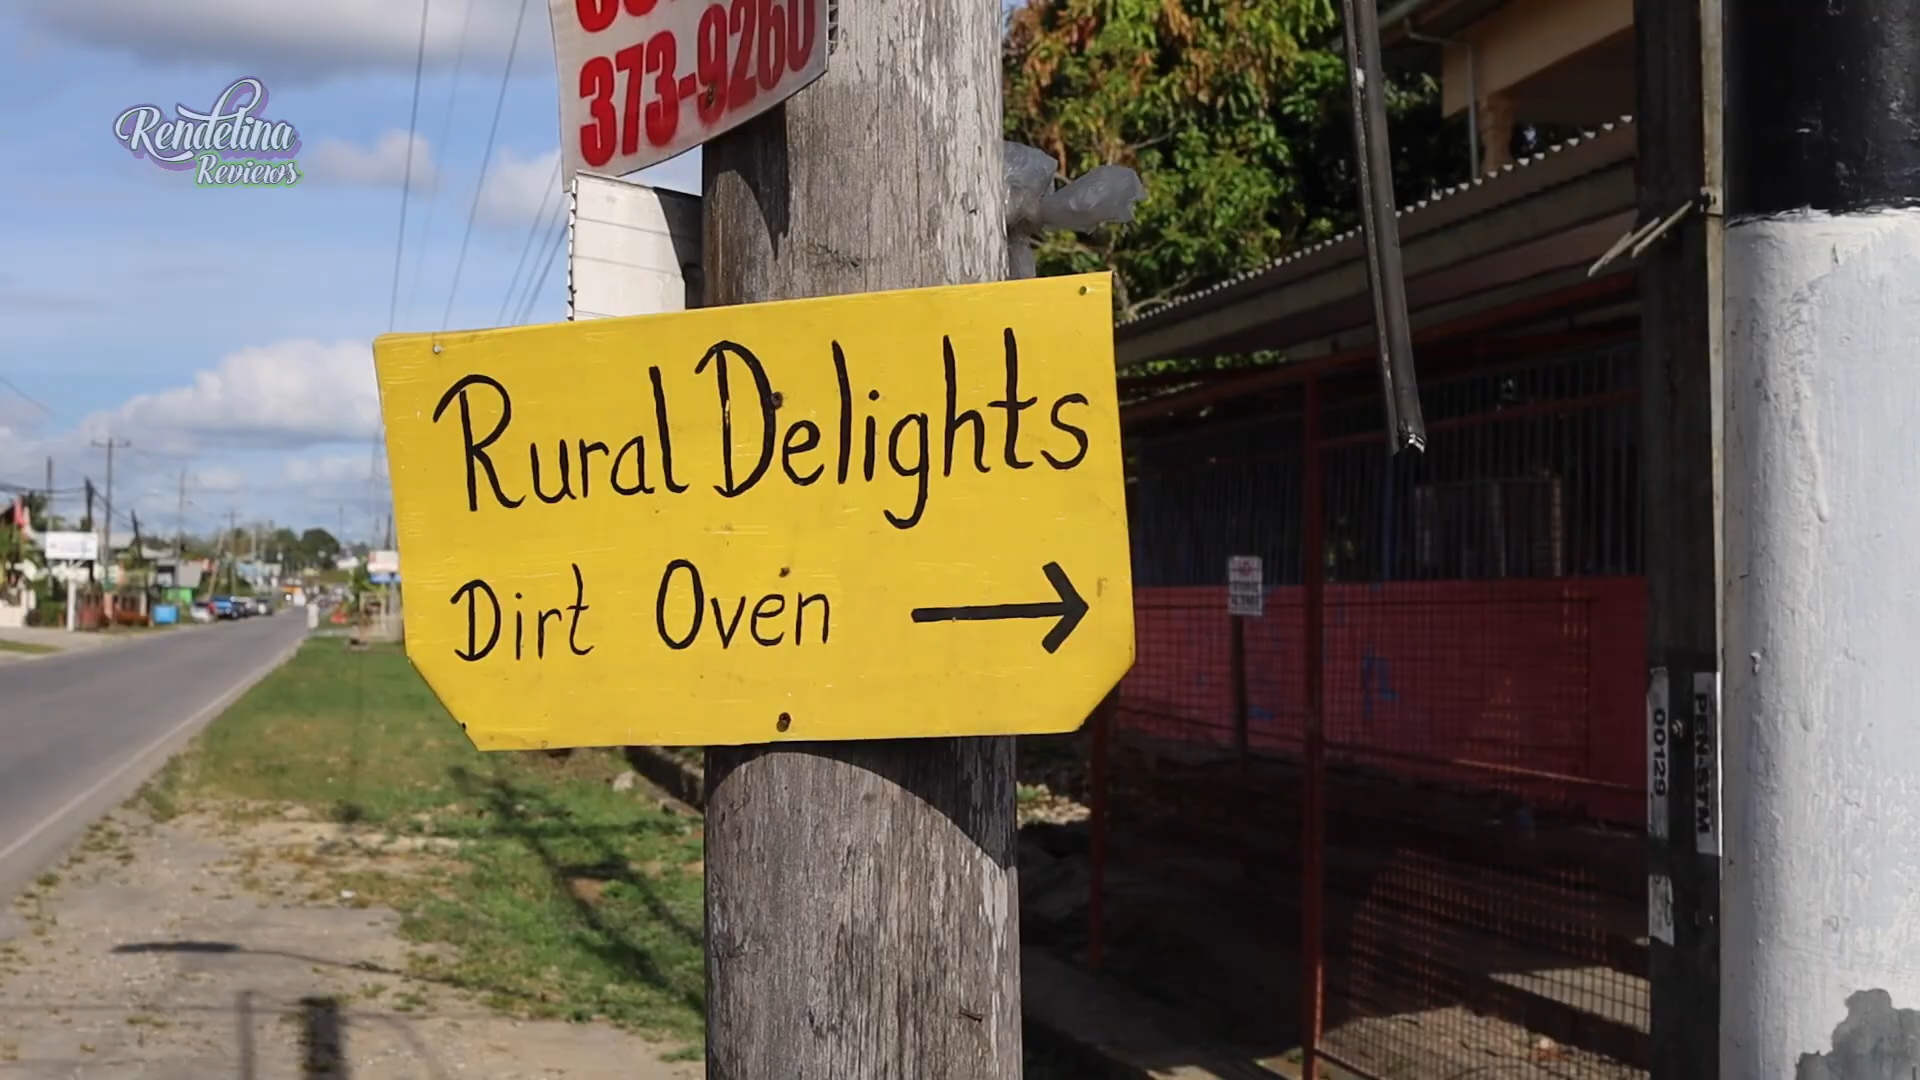 373-9260
Rendelina
Reviews
Rural Delights
Dirt Oven
00129